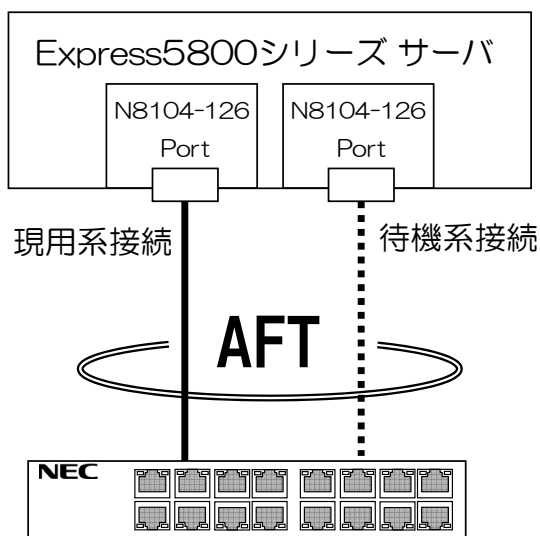 Express5800シリーズ サーバ
N8104-126 N8104-126
Port Port
現用系接続 待機系接続
AFT
NEC